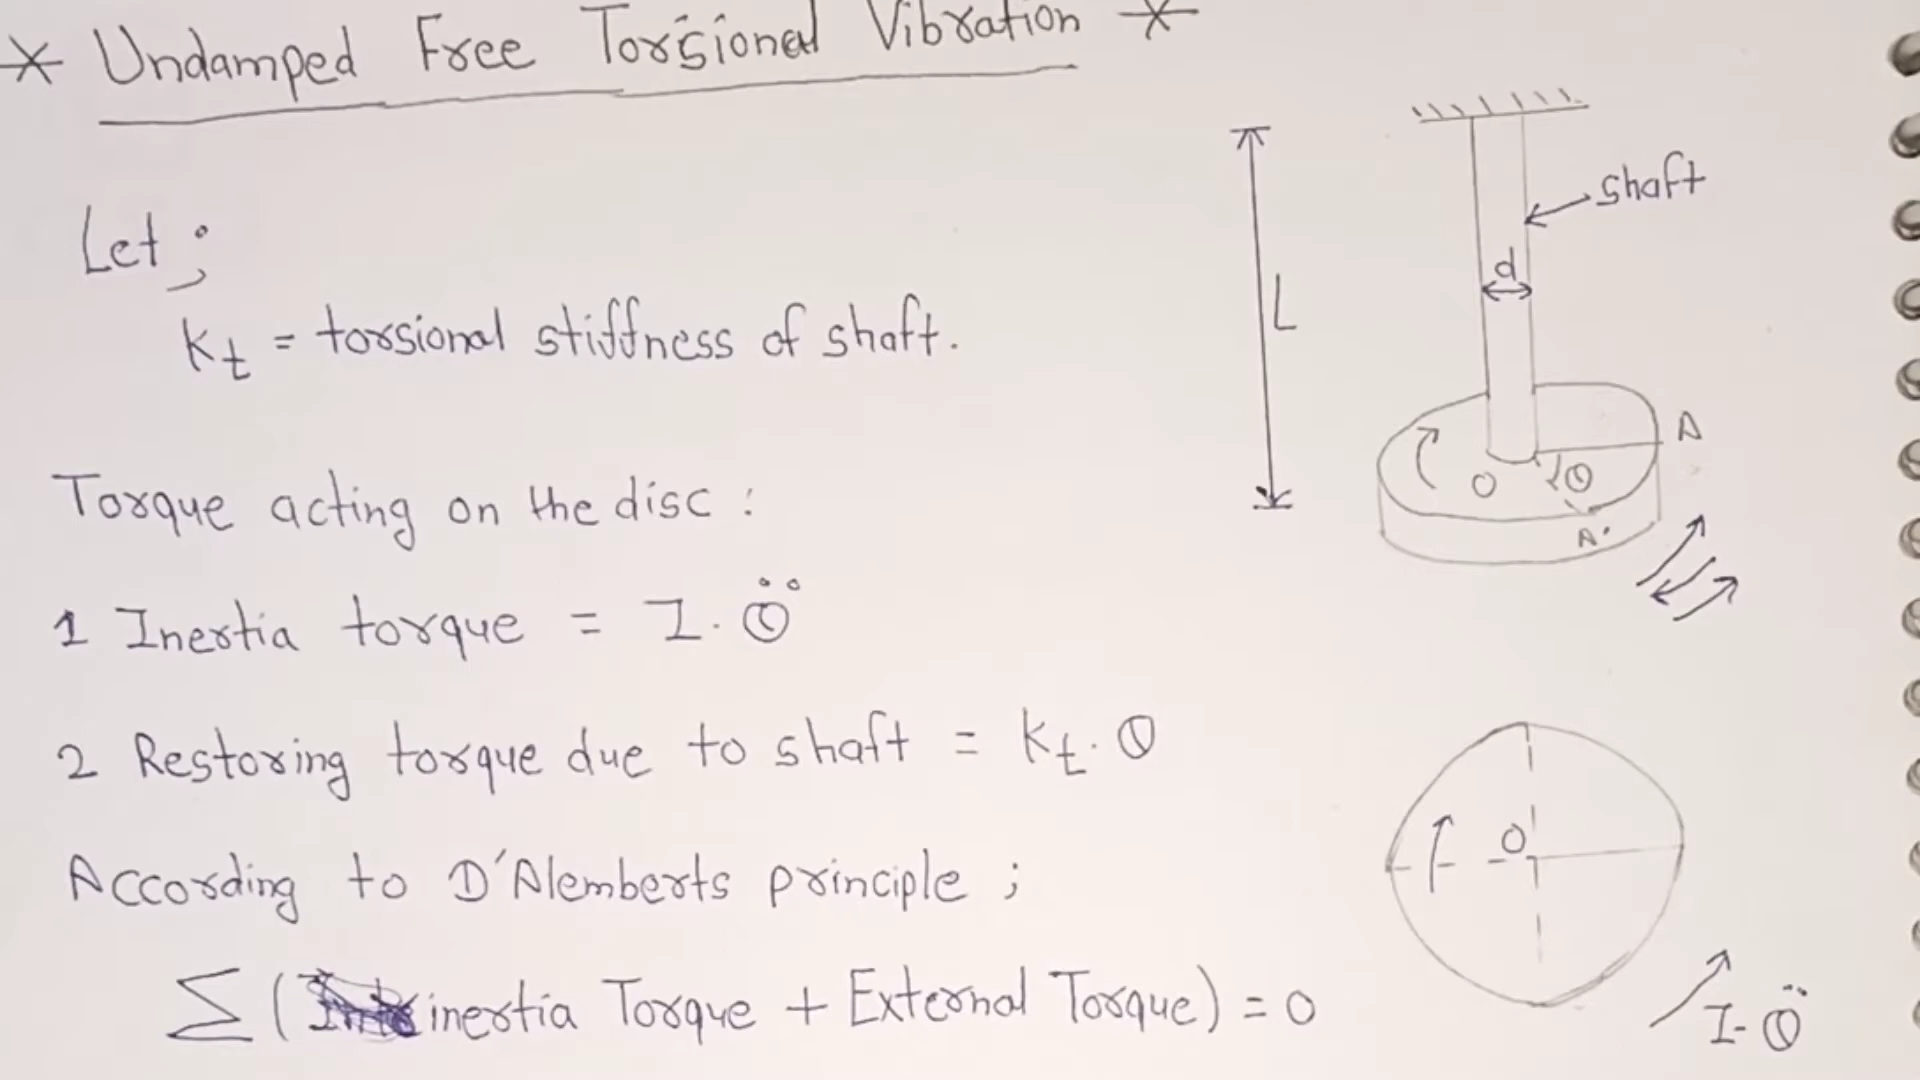 * Undamped Free Torsional Vibration *
Let ;
Kt = torsional stiffness of shaft.
Torque acting on the disc :
1 Inertia torque = I. θ̈
2 Restoring torque due to shaft = Kt. θ
According to D'Alemberts principle ;
Σ ( inertia Torque + External Torque) = 0
shaft
d
L
A
O
θ
A'
O
I- θ̈